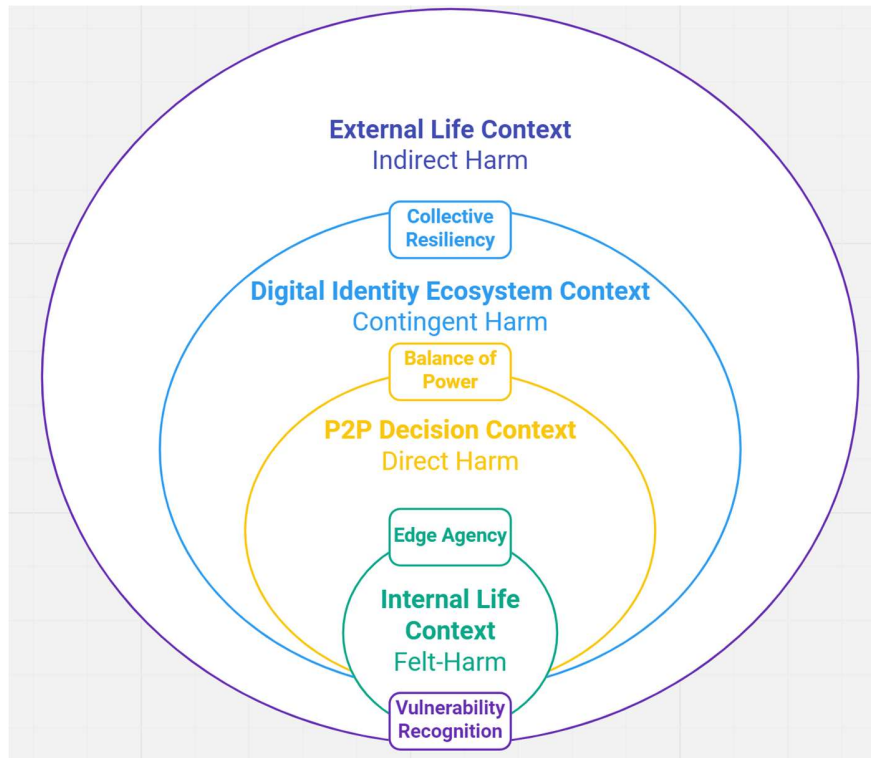 External Life Context
Indirect Harm
Collective
Resiliency
Digital Identity Ecosystem Context
Contingent Harm
Balance of
Power
P2P Decision Context
Direct Harm
Edge Agency
Internal Life
Context
Felt-Harm
Vulnerability
Recognition